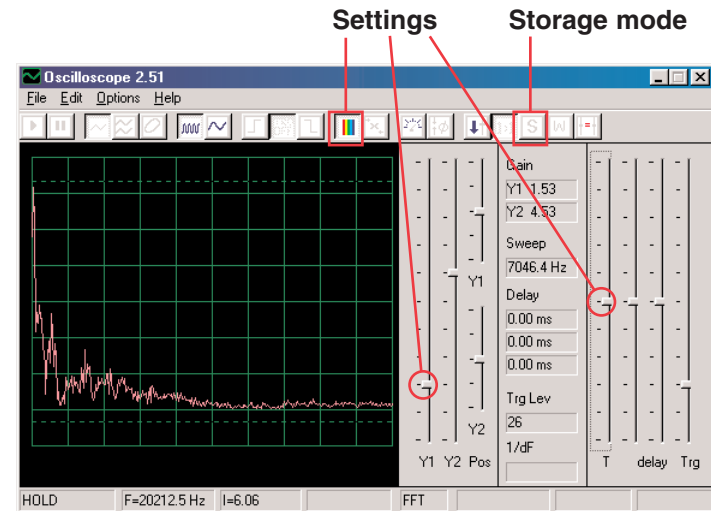 Settings Storage mode
Oscilloscope 2.51
File Edit Options Help
S
Gain
Y1 1.53
Y2 4.53
Sweep
7046.4 Hz
Y1
Delay
0.00 ms
0.00 ms
0.00 ms
Trg Lev
26
Y2
1/dF
Y1 Y2 Pos T delay Trg
HOLD F=20212.5 Hz I=6.06 FFT